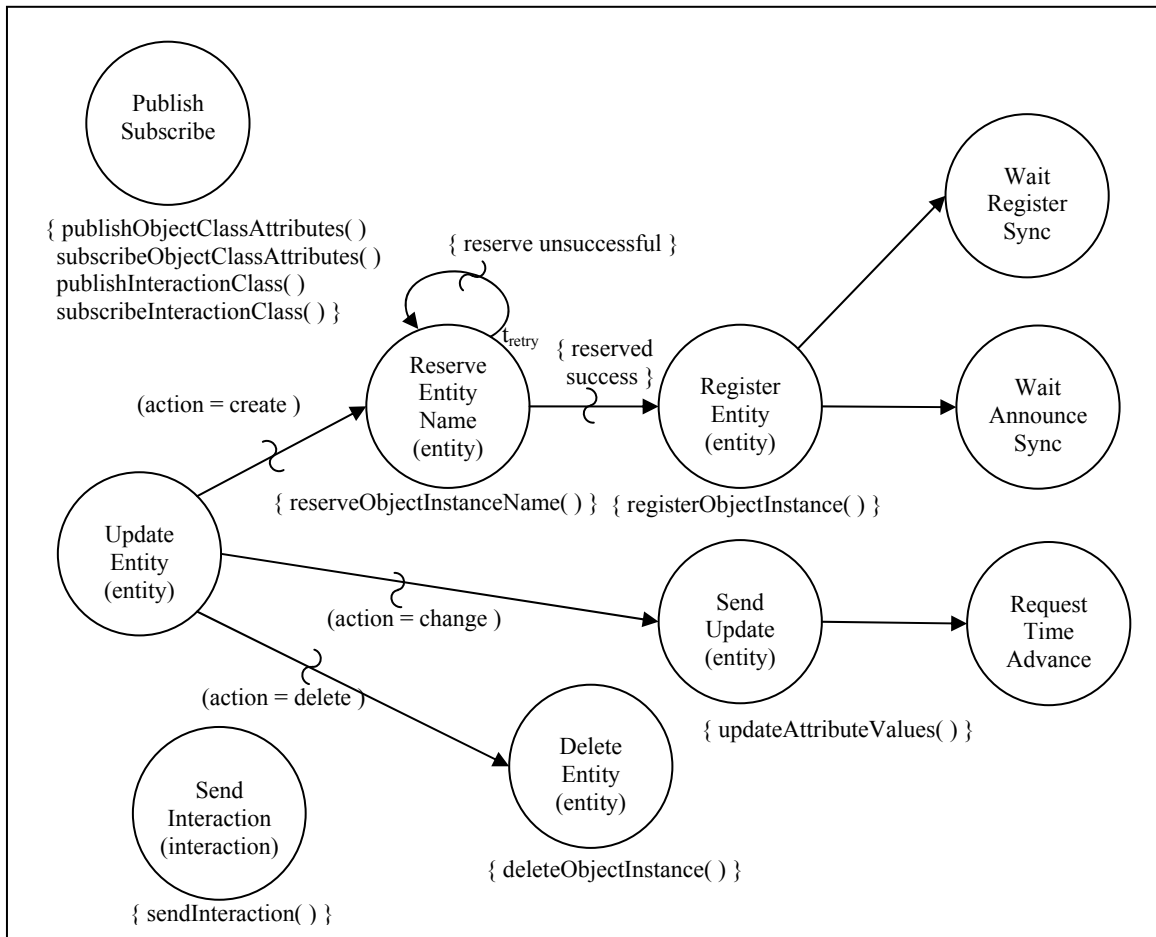 Publish
Subscribe
{ publishObjectClassAttributes( )
subscribeObjectClassAttributes( )
publishInteractionClass( )
subscribeInteractionClass( ) }
{ reserve unsuccessful }
tretry
Reserve
Entity
Name
(entity)
{ reserveObjectInstanceName( ) }
{ reserved
success }
Register
Entity
(entity)
{ registerObjectInstance( ) }
Wait
Register
Sync
Wait
Announce
Sync
(action = create )
Update
Entity
(entity)
(action = change )
(action = delete )
Send
Update
(entity)
{ updateAttributeValues( ) }
Request
Time
Advance
Delete
Entity
(entity)
{ deleteObjectInstance( ) }
Send
Interaction
(interaction)
{ sendInteraction( ) }